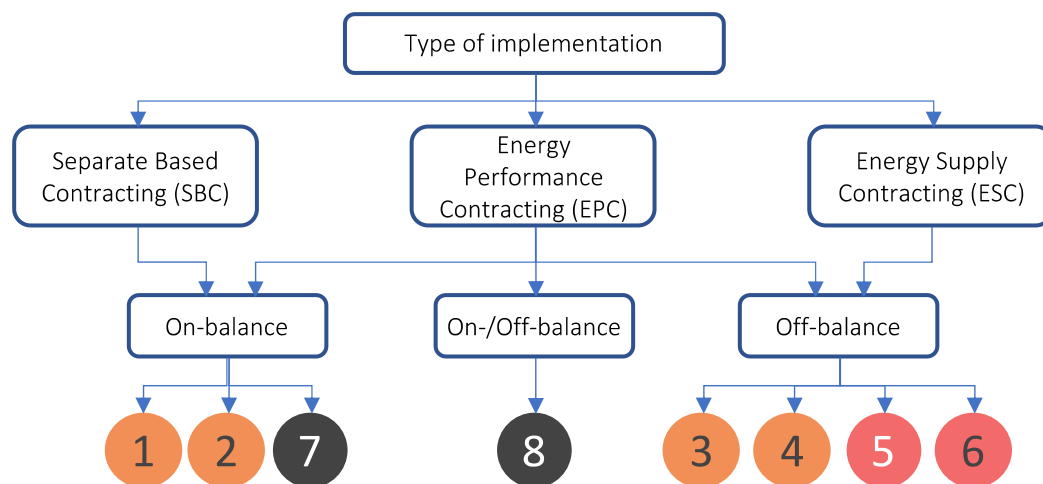 Type of implementation
Separate Based
Contracting (SBC)
Energy
Performance
Contracting (EPC)
Energy Supply
Contracting (ESC)
On-balance
On-/Off-balance
Off-balance
1
2
7
8
3
4
5
6